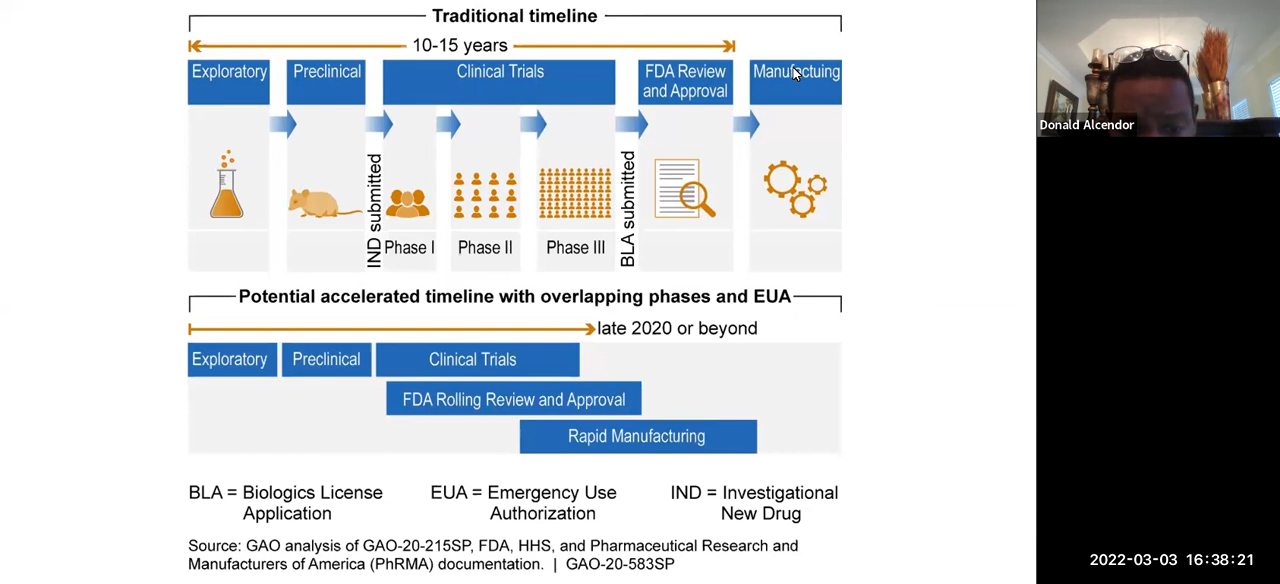 Traditional timeline
10-15 years
Exploratory
Preclinical
Clinical Trials
FDA Review
and Approval
Manufactuing
IND submitted
BLA submitted
Phase I
Phase II
Phase III
Potential accelerated timeline with overlapping phases and EUA
late 2020 or beyond
Exploratory
Preclinical
Clinical Trials
FDA Rolling Review and Approval
Rapid Manufacturing
BLA = Biologics License
Application
EUA = Emergency Use
Authorization
IND = Investigational
New Drug
Source: GAO analysis of GAO-20-215SP, FDA, HHS, and Pharmaceutical Research and
Manufacturers of America (PhRMA) documentation. | GAO-20-583SP
Donald Alcendor
2022-03-03 16:38:21